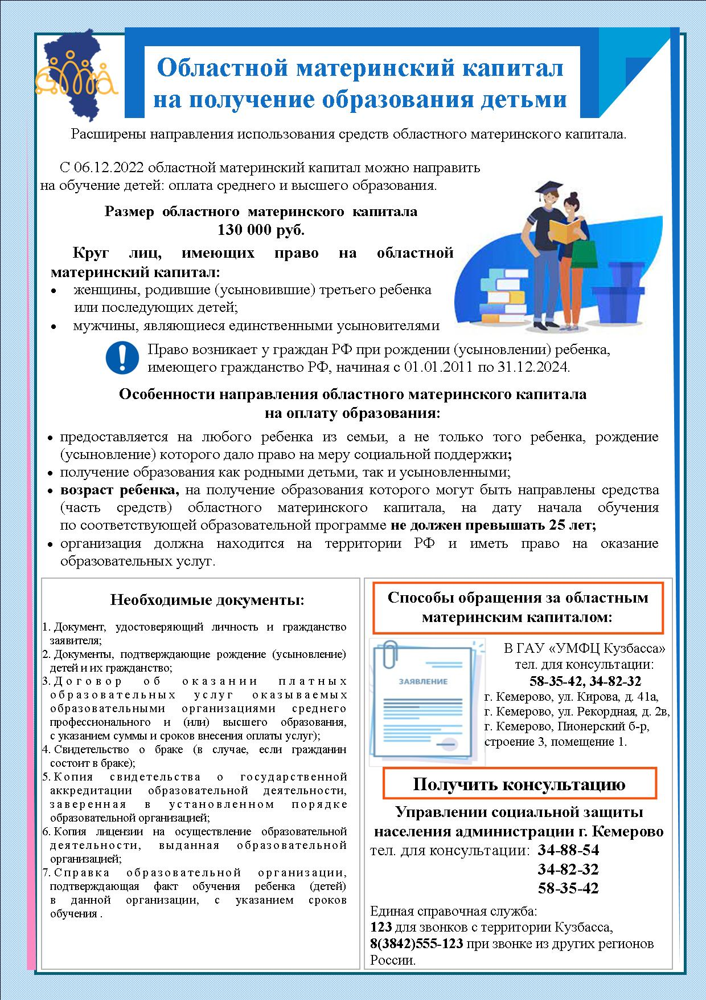 Областной материнский капитал
на получение образования детьми
Расширены направления использования средств областного материнского капитала.
С 06.12.2022 областной материнский капитал можно направить
на обучение детей: оплата среднего и высшего образования.
Размер областного материнского капитала
130 000 руб.
Круг лиц, имеющих право на областной
материнский капитал:
• женщины, родившие (усыновившие) третьего ребенка
или последующих детей;
• мужчины, являющиеся единственными усыновителями
! Право возникает у граждан РФ при рождении (усыновлении) ребенка,
имеющего гражданство РФ, начиная с 01.01.2011 по 31.12.2024.
Особенности направления областного материнского капитала
на оплату образования:
• предоставляется на любого ребенка из семьи, а не только того ребенка, рождение
(усыновление) которого дало право на меру социальной поддержки;
• получение образования как родными детьми, так и усыновленными;
• возраст ребенка, на получение образования которого могут быть направлены средства
(часть средств) областного материнского капитала, на дату начала обучения
по соответствующей образовательной программе не должен превышать 25 лет;
• организация должна находится на территории РФ и иметь право на оказание
образовательных услуг.
Необходимые документы:
1. Документ, удостоверяющий личность и гражданство
заявителя;
2. Документы, подтверждающие рождение (усыновление)
детей и их гражданство;
3. Договор об оказании платных
образовательных услуг оказываемых
образовательными организациями среднего
профессионального и (или) высшего образования,
с указанием суммы и сроков внесения оплаты услуг);
4. Свидетельство о браке (в случае, если гражданин
состоит в браке);
5. Копия свидетельства о государственной
аккредитации образовательной деятельности,
заверенная в установленном порядке
образовательной организацией;
6. Копия лицензии на осуществление образовательной
деятельности, выданная образовательной
организацией;
7. Справка образовательной организации,
подтверждающая факт обучения ребенка (детей)
в данной организации, с указанием сроков
обучения .
Способы обращения за областным
материнским капиталом:
ЗАЯВЛЕНИЕ
В ГАУ «УМФЦ Кузбасса»
тел. для консультации:
58-35-42, 34-82-32
г. Кемерово, ул. Кирова, д. 41а,
г. Кемерово, ул. Рекордная, д. 2в,
г. Кемерово, Пионерский б-р,
строение 3, помещение 1.
Получить консультацию
Управлении социальной защиты
населения администрации г. Кемерово
тел. для консультации: 34-88-54
34-82-32
58-35-42
Единая справочная служба:
123 для звонков с территории Кузбасса,
8(3842)555-123 при звонке из других регионов
России.